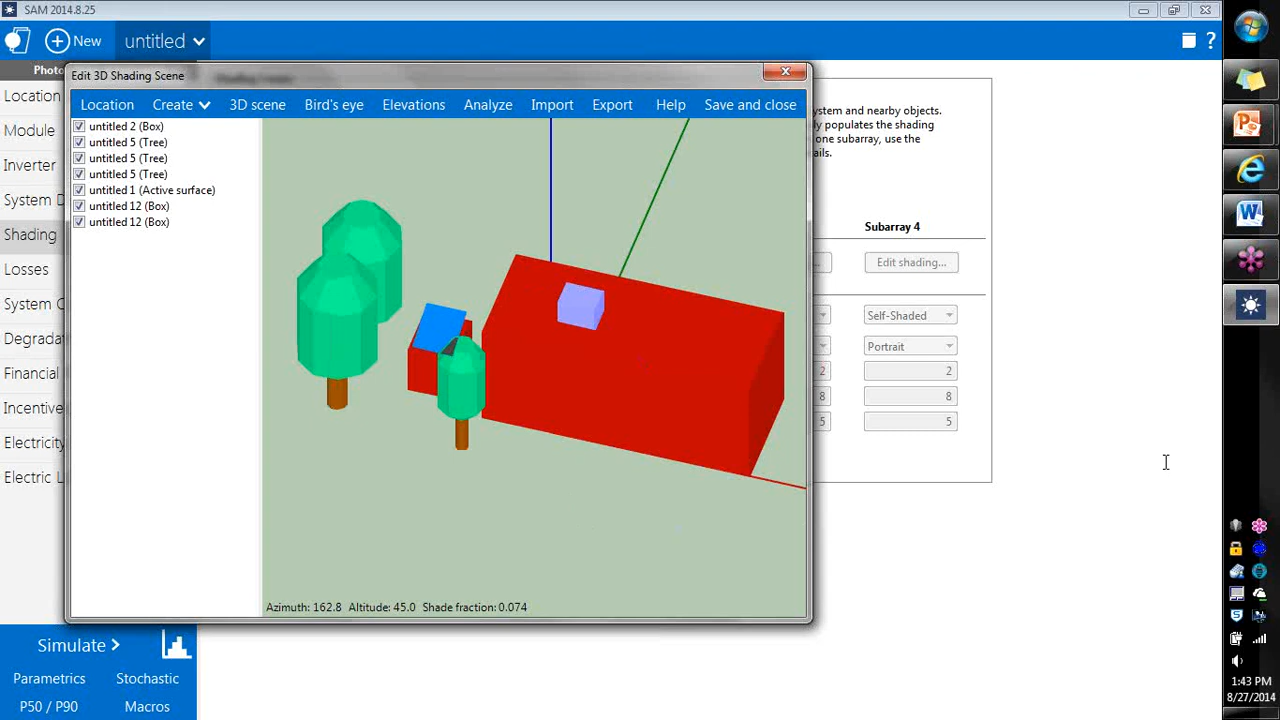 SAM 2014.8.25
New
untitled
?
Photo
Edit 3D Shading Scene
Location Create 3D scene Bird's eye Elevations Analyze Import Export Help Save and close
untitled 2 (Box)
untitled 5 (Tree)
untitled 5 (Tree)
untitled 5 (Tree)
untitled 1 (Active surface)
untitled 12 (Box)
untitled 12 (Box)
Azimuth: 162.8 Altitude: 45.0 Shade fraction: 0.074
Location
Module
Inverter
System D
Shading
Losses
System C
Degrada
Financial
Incentive
Electricity
Electric L
ystem and nearby objects.
ly populates the shading
one subarray, use the
ails.
Subarray 4
... Edit shading...
Self-Shaded
Portrait
2 2
8 8
5 5
Simulate >
Parametrics Stochastic
P50 / P90 Macros
1:43 PM
8/27/2014